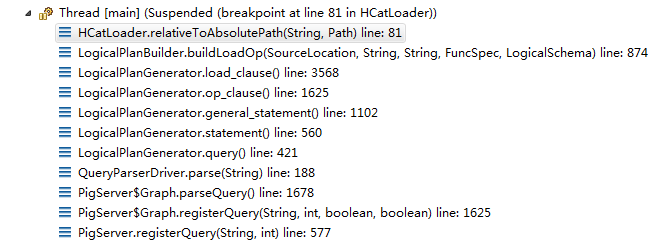 Thread [main] (Suspended (breakpoint at line 81 in HCatLoader))
HCatLoader.relativeToAbsolutePath(String, Path) line: 81
LogicalPlanBuilder.buildLoadOp(SourceLocation, String, String, FuncSpec, LogicalSchema) line: 874
LogicalPlanGenerator.load_clause() line: 3568
LogicalPlanGenerator.op_clause() line: 1625
LogicalPlanGenerator.general_statement() line: 1102
LogicalPlanGenerator.statement() line: 560
LogicalPlanGenerator.query() line: 421
QueryParserDriver.parse(String) line: 188
PigServer$Graph.parseQuery() line: 1678
PigServer$Graph.registerQuery(String, int, boolean, boolean) line: 1625
PigServer.registerQuery(String, int) line: 577